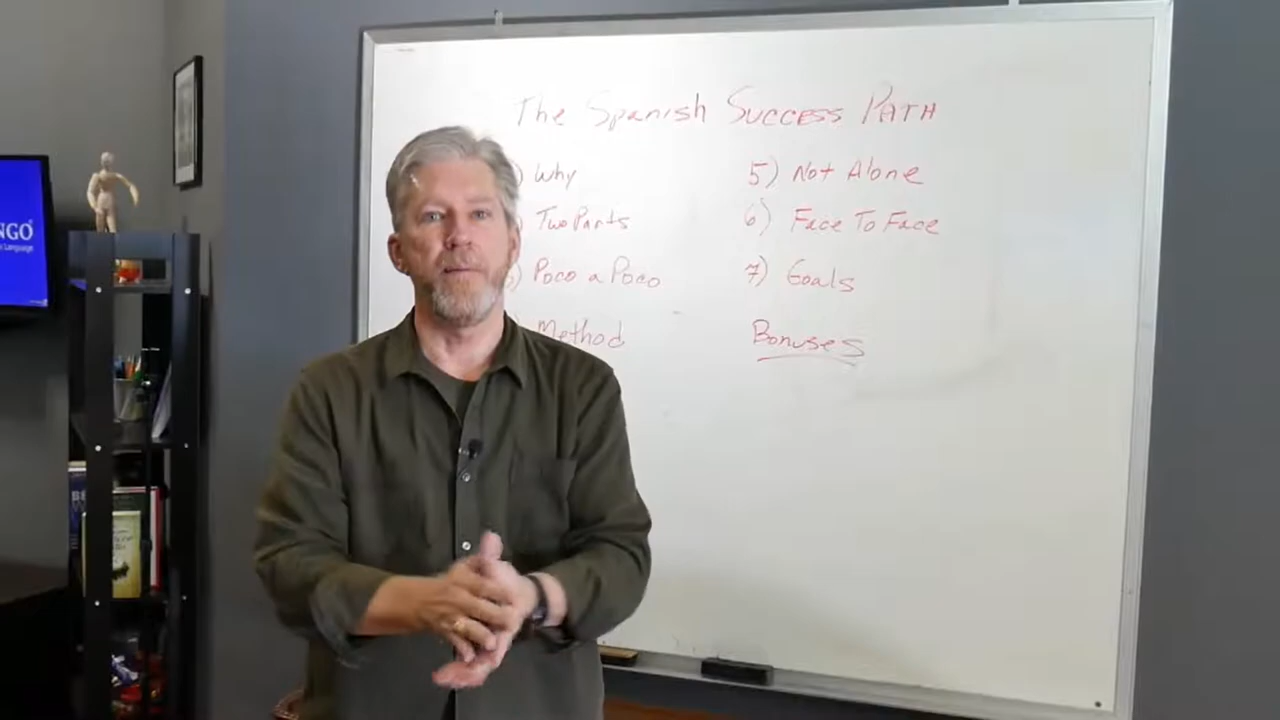 The Spanish SUCCESS PATH
) Why
) Two Parts
) Poco a Poco
Method
5) Not Alone
6) Face To Face
7) Goals
Bonuses
NGO®
Language